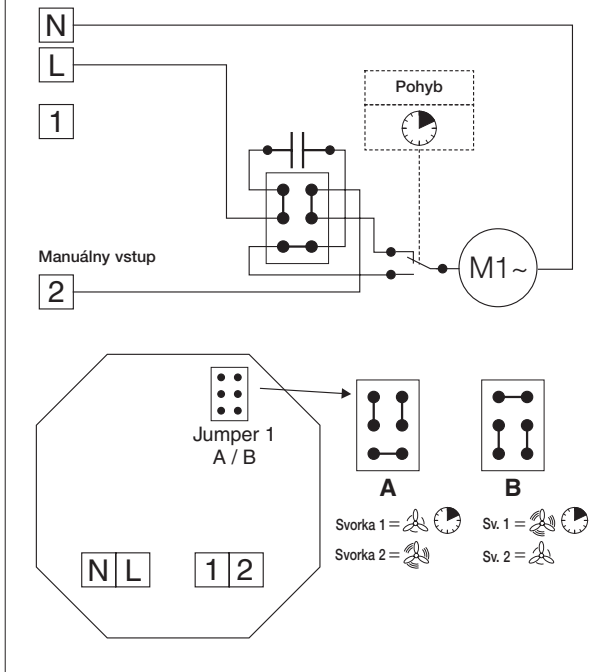 N
L
Pohyb
1
Manuálny vstup
2
M1~
Jumper 1
A / B
A
B
Svorka 1 =
Sv. 1 =
Svorka 2 =
Sv. 2 =
N L
1 2